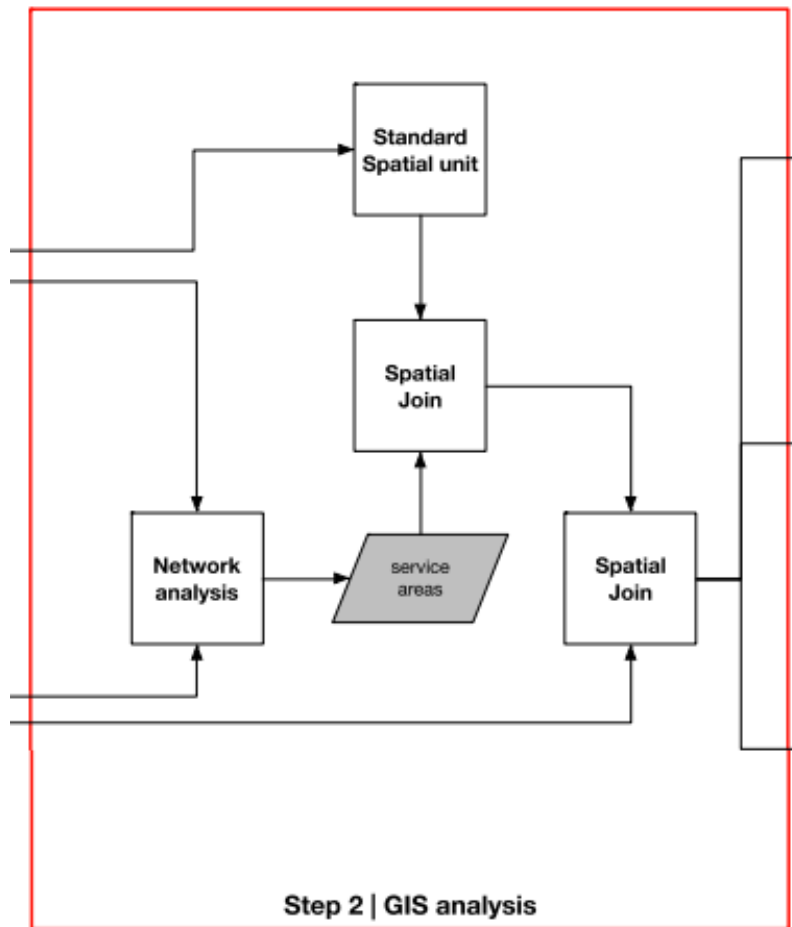 Standard
Spatial unit
Spatial
Join
Network
analysis
service
areas
Spatial
Join
Step 2 | GIS analysis